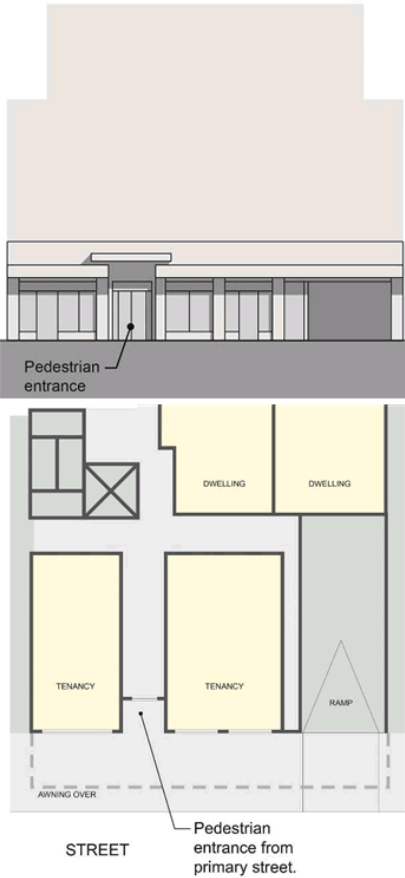 Pedestrian
entrance
DWELLING
DWELLING
TENANCY
TENANCY
RAMP
AWNING OVER
STREET
Pedestrian
entrance from
primary street.